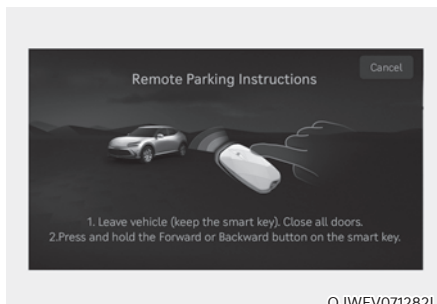 Cancel
Remote Parking Instructions
1. Leave vehicle (keep the smart key). Close all doors.
2.Press and hold the Forward or Backward button on the smart key.
OJWEV071282L